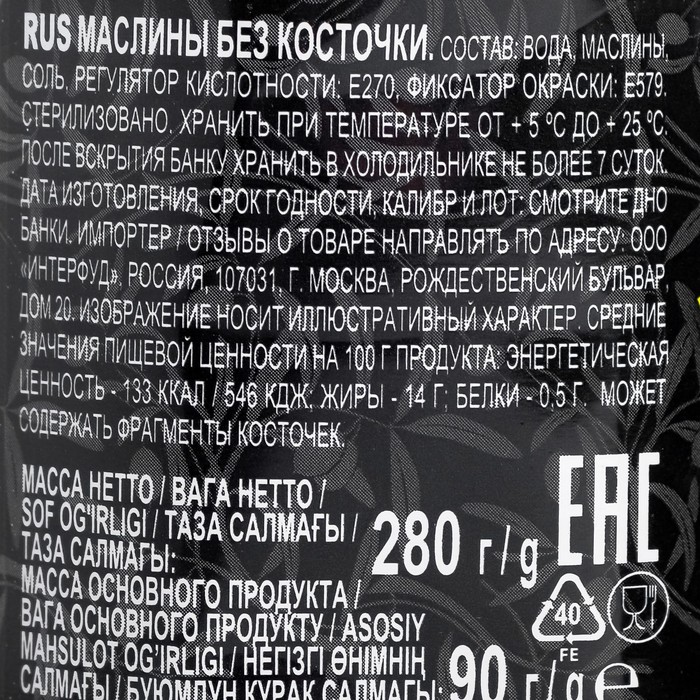 RUS МАСЛИНЫ БЕЗ КОСТОЧКИ. СОСТАВ: ВОДА, МАСЛИНЫ,
СОЛЬ, РЕГУЛЯТОР КИСЛОТНОСТИ: Е270, ФИКСАТОР ОКРАСКИ: Е579.
СТЕРИЛИЗОВАНО. ХРАНИТЬ ПРИ ТЕМПЕРАТУРЕ ОТ + 5 ºС ДО + 25 ºС.
ПОСЛЕ ВСКРЫТИЯ БАНКУ ХРАНИТЬ В ХОЛОДИЛЬНИКЕ НЕ БОЛЕЕ 7 СУТОК.
ДАТА ИЗГОТОВЛЕНИЯ, СРОК ГОДНОСТИ, КАЛИБР И ЛОТ: СМОТРИТЕ ДНО
БАНКИ. ИМПОРТЕР / ОТЗЫВЫ О ТОВАРЕ НАПРАВЛЯТЬ ПО АДРЕСУ: ООО
«ИНТЕРФУД», РОССИЯ, 107031, Г. МОСКВА, РОЖДЕСТВЕНСКИЙ БУЛЬВАР,
ДОМ 20. ИЗОБРАЖЕНИЕ НОСИТ ИЛЛЮСТРАТИВНЫЙ ХАРАКТЕР. СРЕДНИЕ
ЗНАЧЕНИЯ ПИЩЕВОЙ ЦЕННОСТИ НА 100 Г ПРОДУКТА: ЭНЕРГЕТИЧЕСКАЯ
ЦЕННОСТЬ - 133 ККАЛ / 546 КДЖ; ЖИРЫ - 14 Г; БЕЛКИ - 0,5 Г. МОЖЕТ
СОДЕРЖАТЬ ФРАГМЕНТЫ КОСТОЧЕК.
МАССА НЕТТО / ВАГА НЕТТО /
SOF OG'IRLIGI / ТАЗА САЛМАҒЫ /
ТАЗА САЛМАГЫ:
280 г/g
EAC
МАССА ОСНОВНОГО ПРОДУКТА /
ВАГА ОСНОВНОГО ПРОДУКТУ / ASOSIY
MAHSULOT OG'IRLIGI / НЕГІЗГІ ӨНІМНІҢ
САЛМАҒЫ / БУЮМДУН КУРАК САЛМАГЫ:
90 г/g e
40
FE